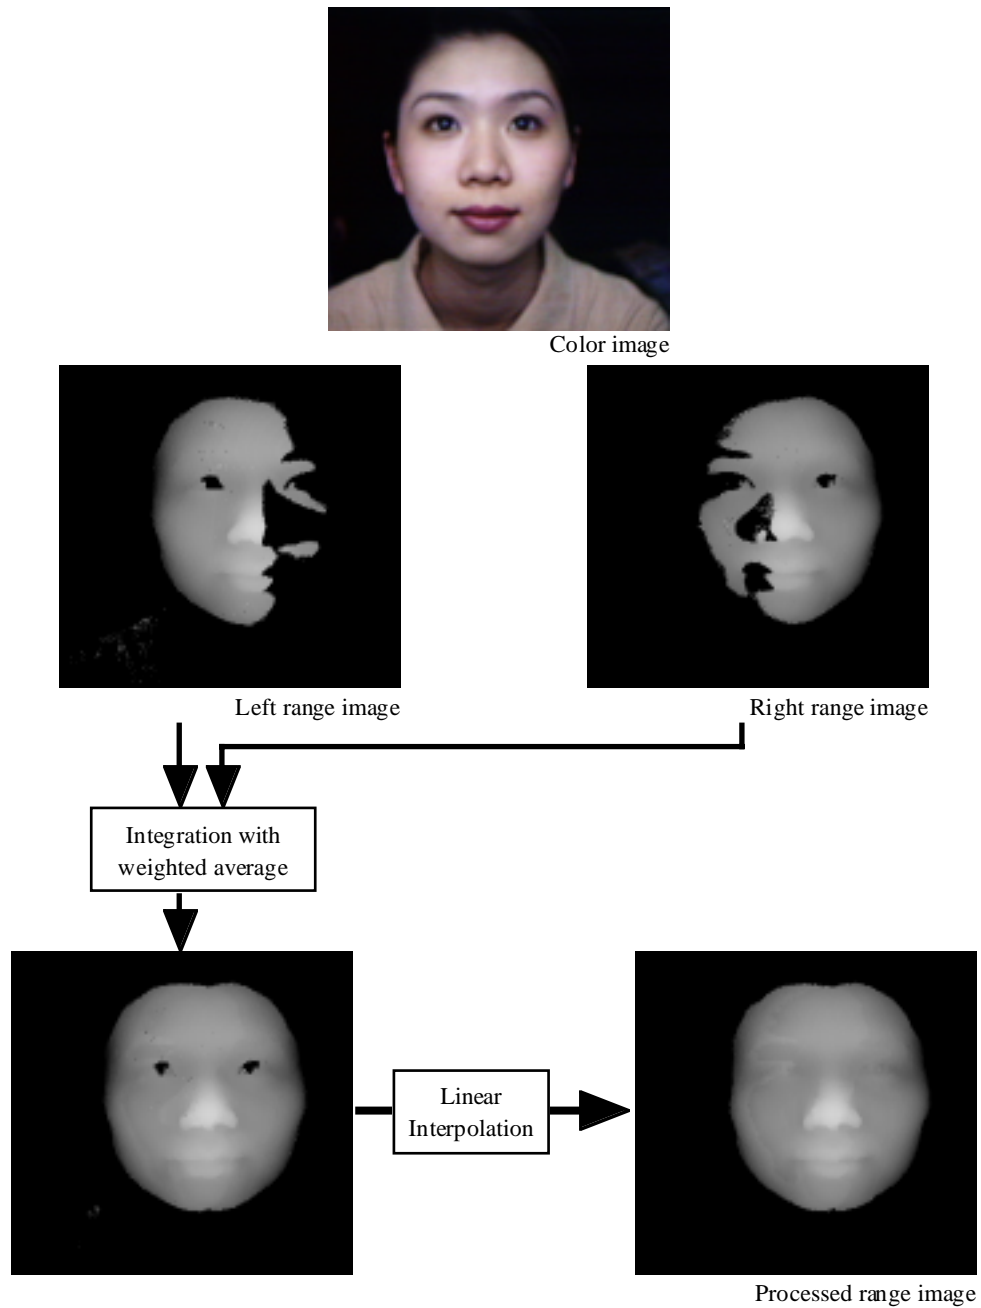 Color image
Left range image
Right range image
Integration with
weighted average
Linear
Interpolation
Processed range image